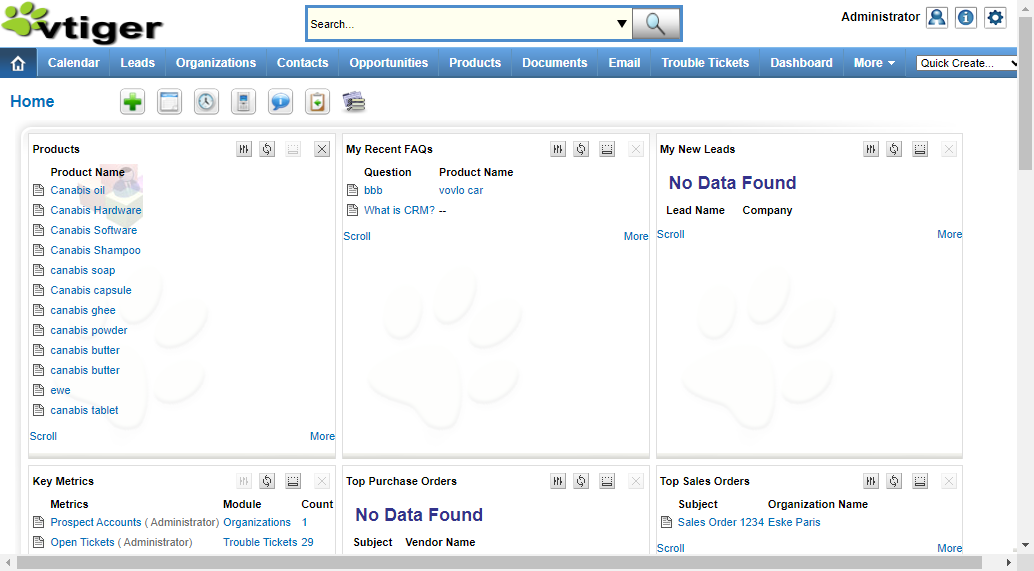 vtiger
Search...
Administrator
Calendar Leads Organizations Contacts Opportunities Products Documents Email Trouble Tickets Dashboard More Quick Create...
Home
Products
Product Name
Canabis oil
Canabis Hardware
Canabis Software
Canabis Shampoo
canabis soap
Canabis capsule
canabis ghee
canabis powder
canabis butter
canabis butter
ewe
canabis tablet
Scroll More
My Recent FAQs
Question Product Name
bbb vovlo car
What is CRM? --
Scroll More
My New Leads
No Data Found
Lead Name Company
Scroll More
Key Metrics
Metrics Module Count
Prospect Accounts ( Administrator) Organizations 1
Open Tickets ( Administrator) Trouble Tickets 29
Top Purchase Orders
No Data Found
Subject Vendor Name
Top Sales Orders
Subject Organization Name
Sales Order 1234 Eske Paris
Scroll More